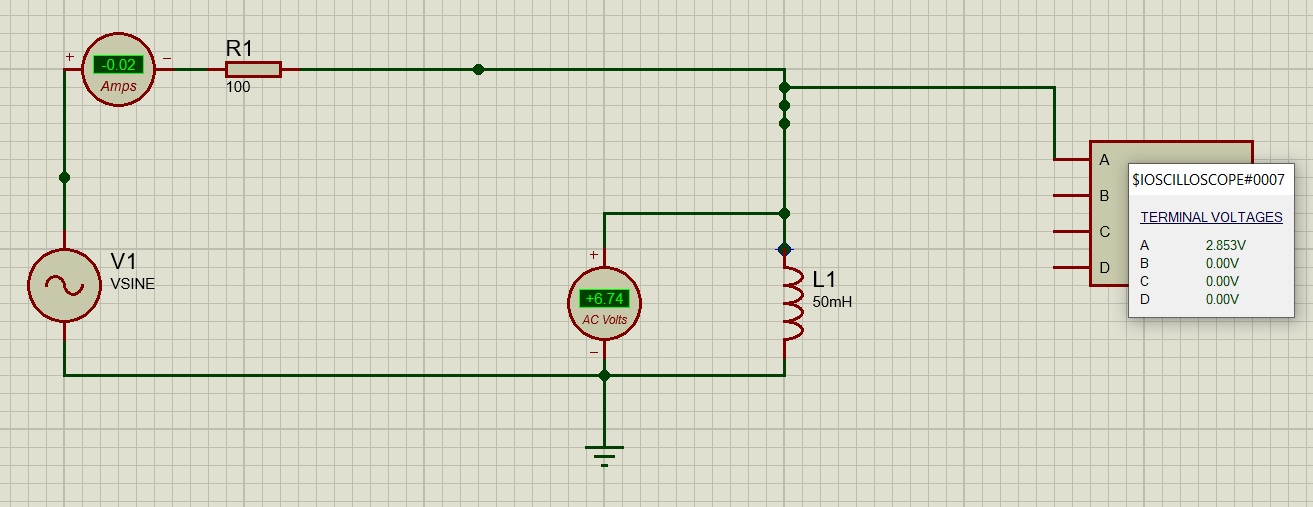 R1
+ -0.02 −
Amps
100
V1
VSINE
+
+6.74
AC Volts
−
L1
50mH
A
B
C
D
$IOSCILLOSCOPE#0007
TERMINAL VOLTAGES
A 2.853V
B 0.00V
C 0.00V
D 0.00V